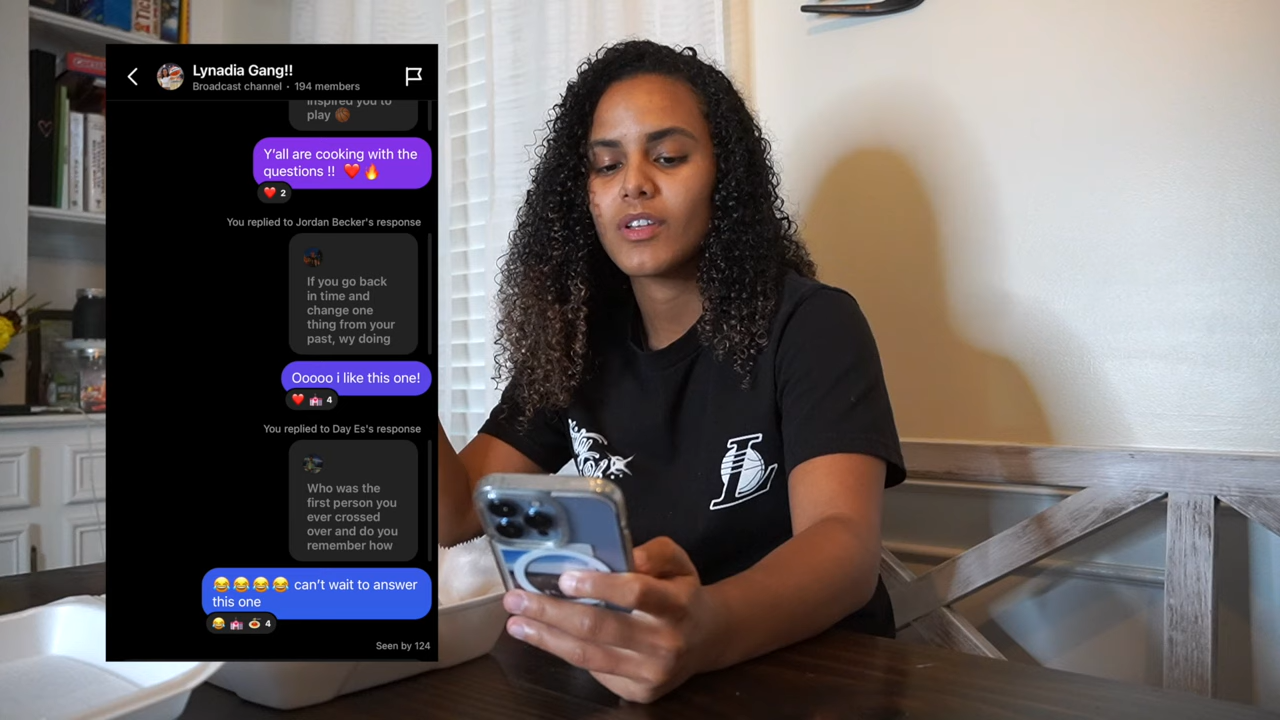 Lynadia Gang!!
Broadcast channel · 194 members
inspired you to
play 🏀
Y'all are cooking with the
questions !! ❤️🔥
❤️ 2
You replied to Jordan Becker's response
If you go back
in time and
change one
thing from your
past, wy doing
Ooooo i like this one!
❤️ 🏩 4
You replied to Day Es's response
Who was the
first person you
ever crossed
over and do you
remember how
😂😂😂😂 can't wait to answer
this one
😂 🏩 🍝 4
Seen by 124
L